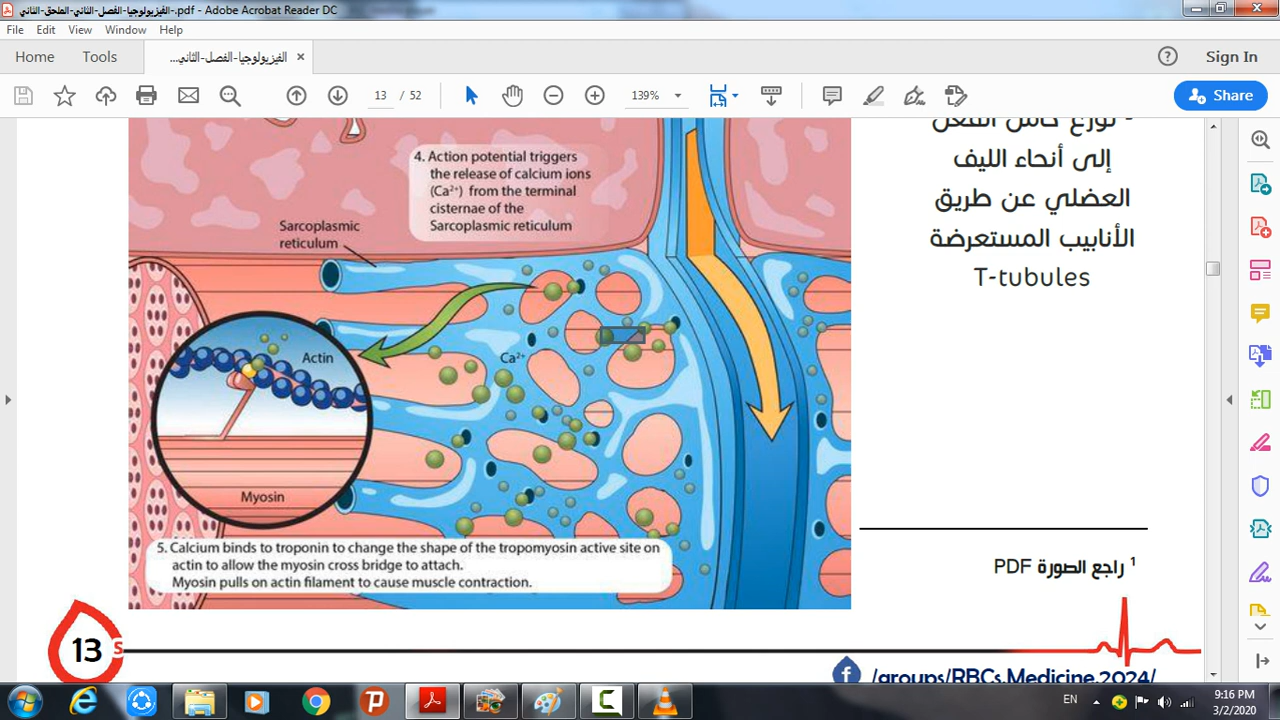 الفيزيولوجيا-الفصل-الثاني-الملحق-الثاني-.pdf - Adobe Acrobat Reader DC
File Edit View Window Help
Home Tools الفيزيولوجيا-الفصل-الثاني... × Sign In
13 / 52 139% Share
4. Action potential triggers
the release of calcium ions
(Ca²⁺) from the terminal
cisternae of the
Sarcoplasmic reticulum
Sarcoplasmic
reticulum
Actin
Ca²⁺
Myosin
5. Calcium binds to troponin to change the shape of the tropomyosin active site on
actin to allow the myosin cross bridge to attach.
Myosin pulls on actin filament to cause muscle contraction.
إلى أنحاء الليف
العضلي عن طريق
الأنابيب المستعرضة
T-tubules
¹ راجع الصورة PDF
13
/groups/RBCs.Medicine.2024/
EN
9:16 PM
3/2/2020